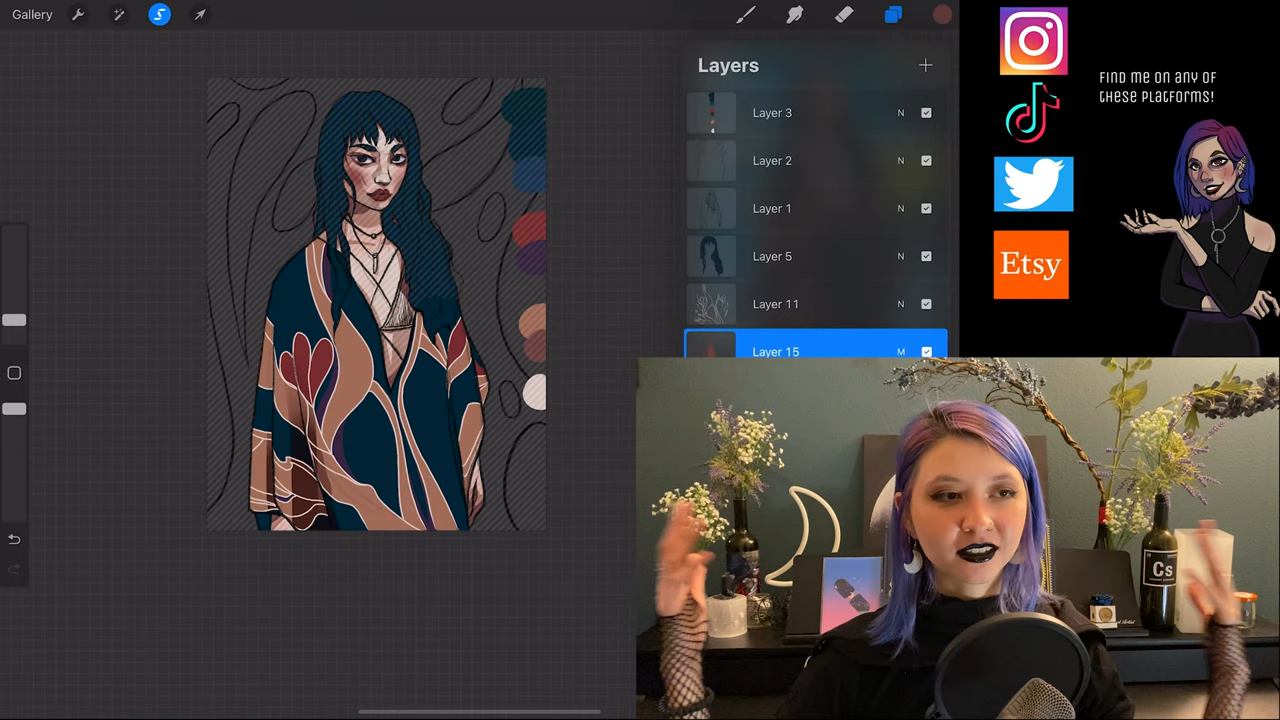 Gallery
Layers
Layer 3
N
Layer 2
N
Layer 1
N
Layer 5
N
Layer 11
N
Layer 15
M
FIND ME ON ANY OF
THESE PLATFORMS!
Etsy
Cs